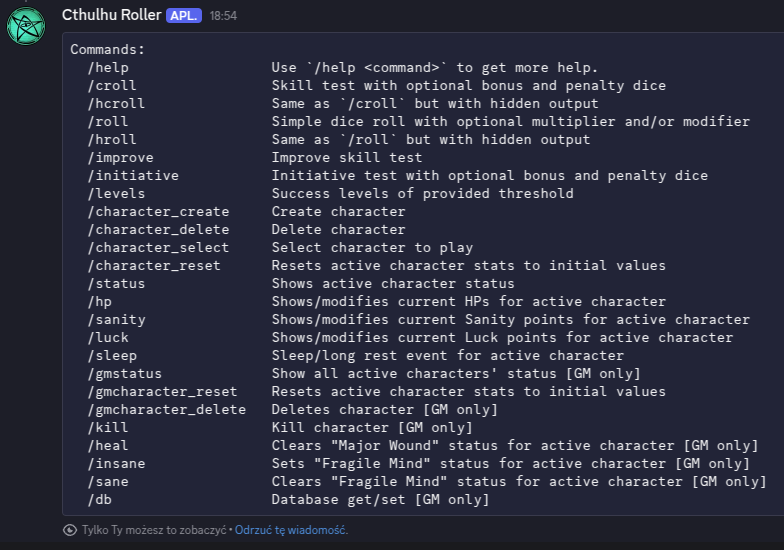 Cthulhu Roller APL. 18:54
Commands:
/help Use `/help <command>` to get more help.
/croll Skill test with optional bonus and penalty dice
/hcroll Same as `/croll` but with hidden output
/roll Simple dice roll with optional multiplier and/or modifier
/hroll Same as `/roll` but with hidden output
/improve Improve skill test
/initiative Initiative test with optional bonus and penalty dice
/levels Success levels of provided threshold
/character_create Create character
/character_delete Delete character
/character_select Select character to play
/character_reset Resets active character stats to initial values
/status Shows active character status
/hp Shows/modifies current HPs for active character
/sanity Shows/modifies current Sanity points for active character
/luck Shows/modifies current Luck points for active character
/sleep Sleep/long rest event for active character
/gmstatus Show all active characters' status [GM only]
/gmcharacter_reset Resets active character stats to initial values
/gmcharacter_delete Deletes character [GM only]
/kill Kill character [GM only]
/heal Clears "Major Wound" status for active character [GM only]
/insane Sets "Fragile Mind" status for active character [GM only]
/sane Clears "Fragile Mind" status for active character [GM only]
/db Database get/set [GM only]
Tylko Ty możesz to zobaczyć • Odrzuć tę wiadomość.